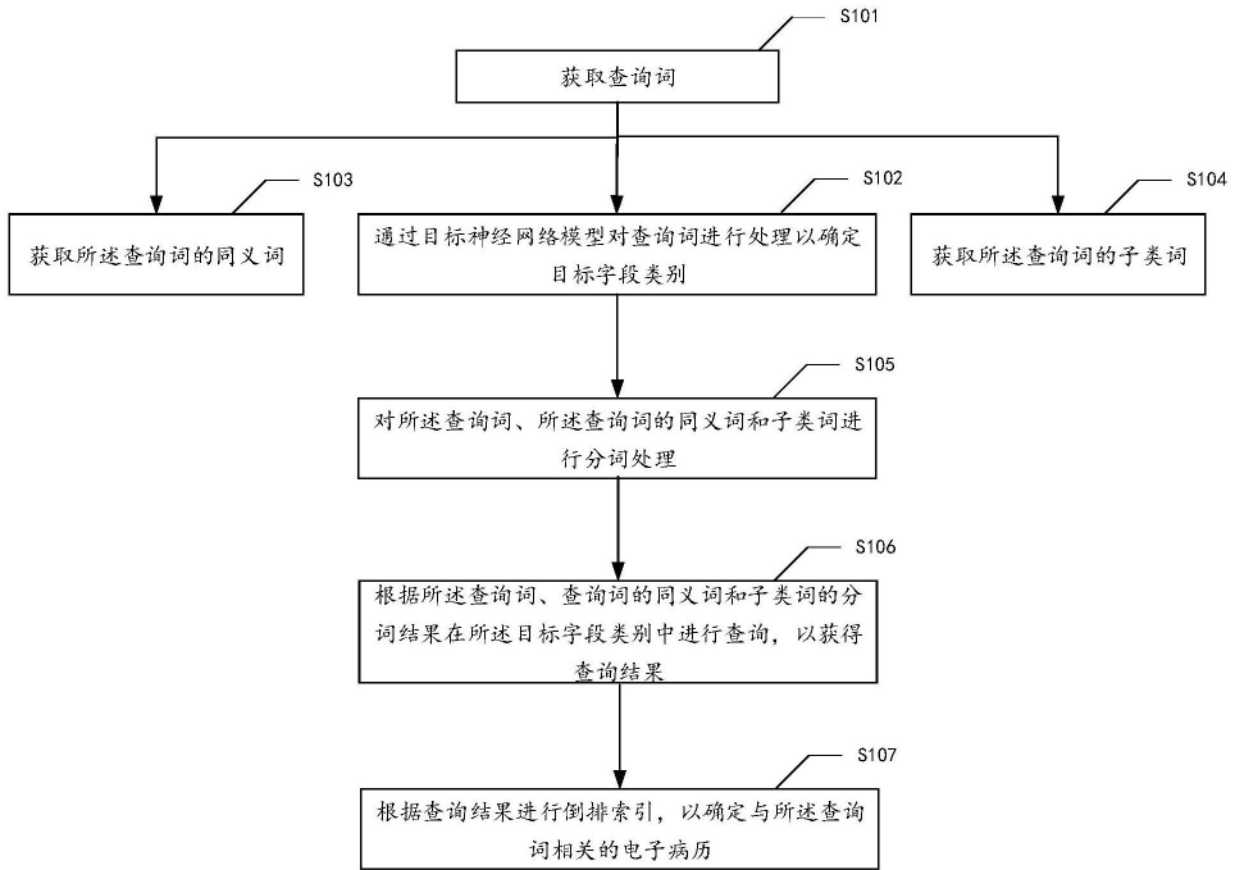 S101
获取查询词
S103
获取所述查询词的同义词
S102
通过目标神经网络模型对查询词进行处理以确定
目标字段类别
S104
获取所述查询词的子类词
S105
对所述查询词、所述查询词的同义词和子类词进
行分词处理
S106
根据所述查询词、查询词的同义词和子类词的分
词结果在所述目标字段类别中进行查询，以获得
查询结果
S107
根据查询结果进行倒排索引，以确定与所述查询
词相关的电子病历